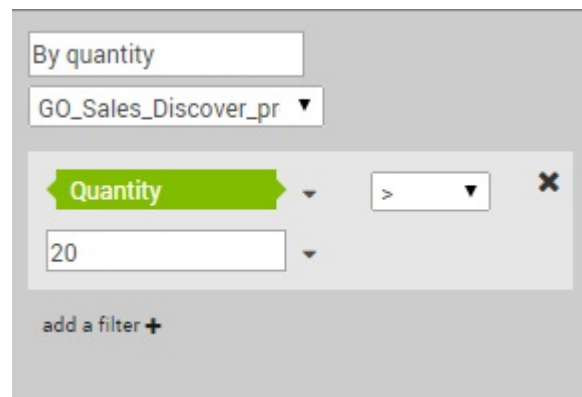 By quantity
GO_Sales_Discover_pr
Quantity >
20
add a filter